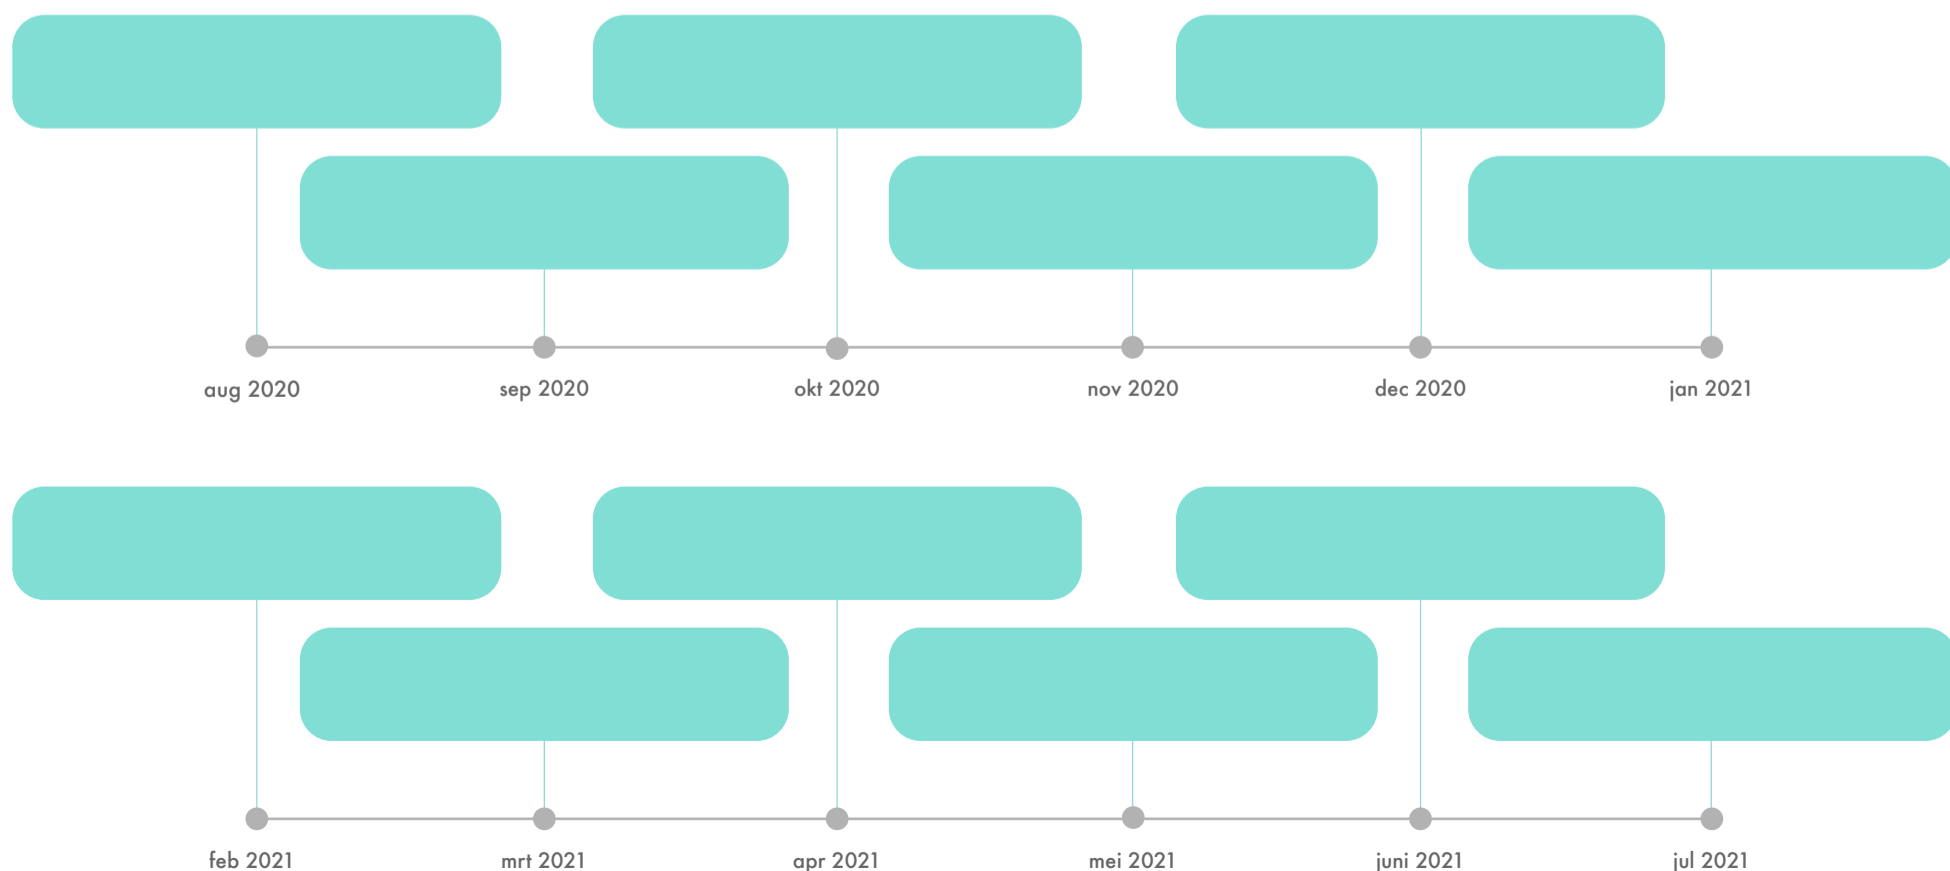 aug 2020
sep 2020
okt 2020
nov 2020
dec 2020
jan 2021
feb 2021
mrt 2021
apr 2021
mei 2021
juni 2021
jul 2021